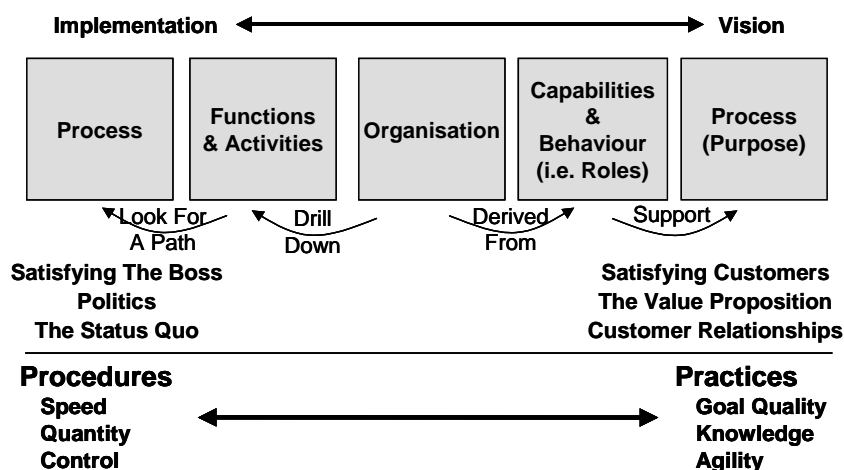 Implementation
Vision
Process
Functions
& Activities
Organisation
Capabilities
&
Behaviour
(i.e. Roles)
Process
(Purpose)
Look For
A Path
Drill
Down
Derived
From
Support
Satisfying The Boss
Politics
The Status Quo
Satisfying Customers
The Value Proposition
Customer Relationships
Procedures
Speed
Quantity
Control
Practices
Goal Quality
Knowledge
Agility